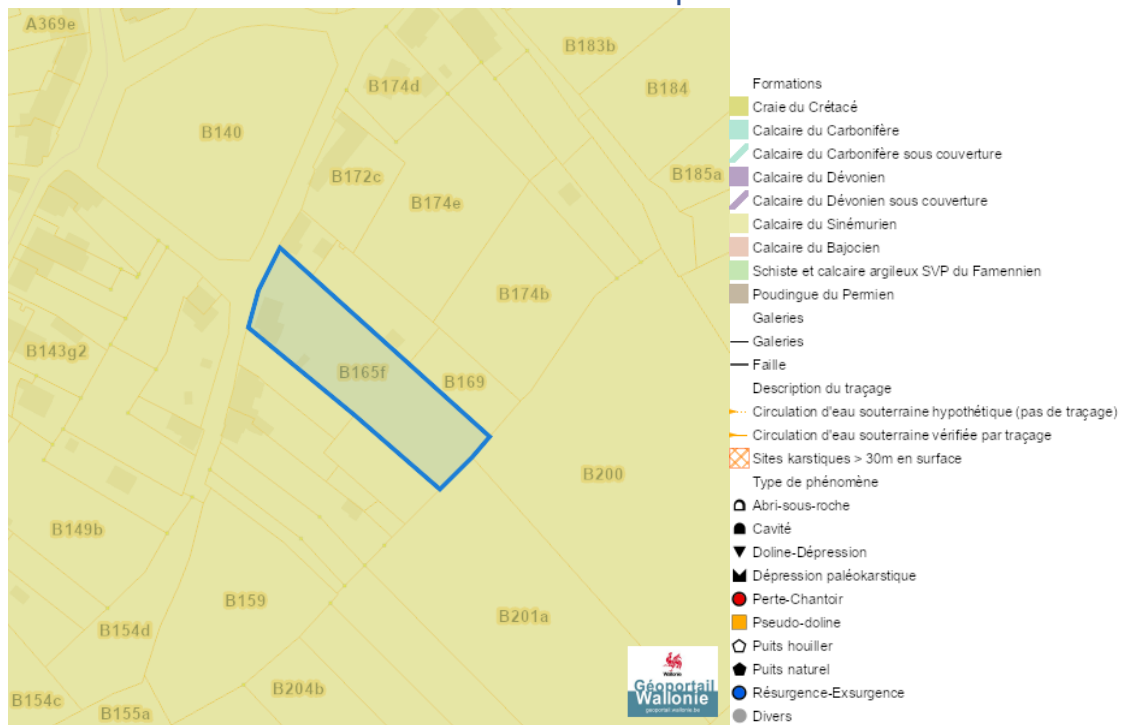 A369e
B183b
B174d
B184
B140
B172c
B185a
B174e
B174b
B143g2
B165f
B169
B200
B149b
B159
B201a
B154d
B204b
B154c
B155a
Wallonie
Géoportail
Wallonie
geoportail.wallonie.be
Formations
Craie du Crétacé
Calcaire du Carbonifère
Calcaire du Carbonifère sous couverture
Calcaire du Dévonien
Calcaire du Dévonien sous couverture
Calcaire du Sinémurien
Calcaire du Bajocien
Schiste et calcaire argileux SVP du Famennien
Poudingue du Permien
Galeries
Galeries
Faille
Description du traçage
Circulation d'eau souterraine hypothétique (pas de traçage)
Circulation d'eau souterraine vérifiée par traçage
Sites karstiques > 30m en surface
Type de phénomène
Abri-sous-roche
Cavité
Doline-Dépression
Dépression paléokarstique
Perte-Chantoir
Pseudo-doline
Puits houiller
Puits naturel
Résurgence-Exsurgence
Divers